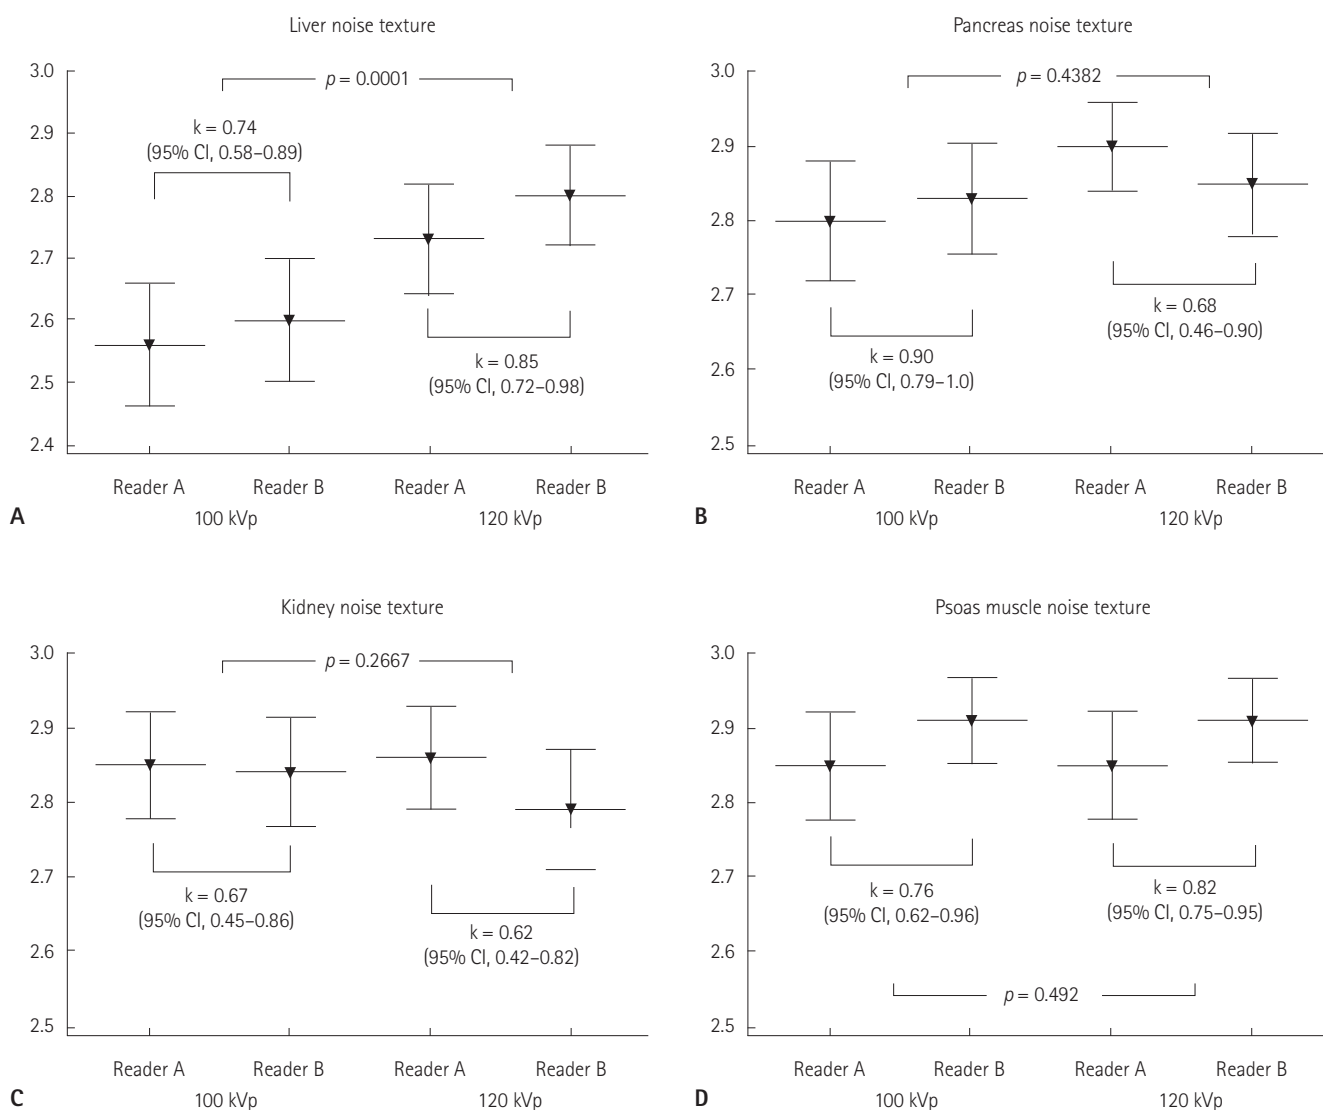 Liver noise texture
3.0
2.9
2.8
2.7
2.6
2.5
2.4
p = 0.0001
k = 0.74
(95% CI, 0.58–0.89)
k = 0.85
(95% CI, 0.72–0.98)
Reader A Reader B Reader A Reader B
100 kVp 120 kVp
A
Pancreas noise texture
3.0
2.9
2.8
2.7
2.6
2.5
p = 0.4382
k = 0.68
(95% CI, 0.46–0.90)
k = 0.90
(95% CI, 0.79–1.0)
Reader A Reader B Reader A Reader B
100 kVp 120 kVp
B
Kidney noise texture
3.0
2.9
2.8
2.7
2.6
2.5
p = 0.2667
k = 0.67
(95% CI, 0.45–0.86)
k = 0.62
(95% CI, 0.42–0.82)
Reader A Reader B Reader A Reader B
100 kVp 120 kVp
C
Psoas muscle noise texture
3.0
2.9
2.8
2.7
2.6
2.5
k = 0.76
(95% CI, 0.62–0.96)
k = 0.82
(95% CI, 0.75–0.95)
p = 0.492
Reader A Reader B Reader A Reader B
100 kVp 120 kVp
D